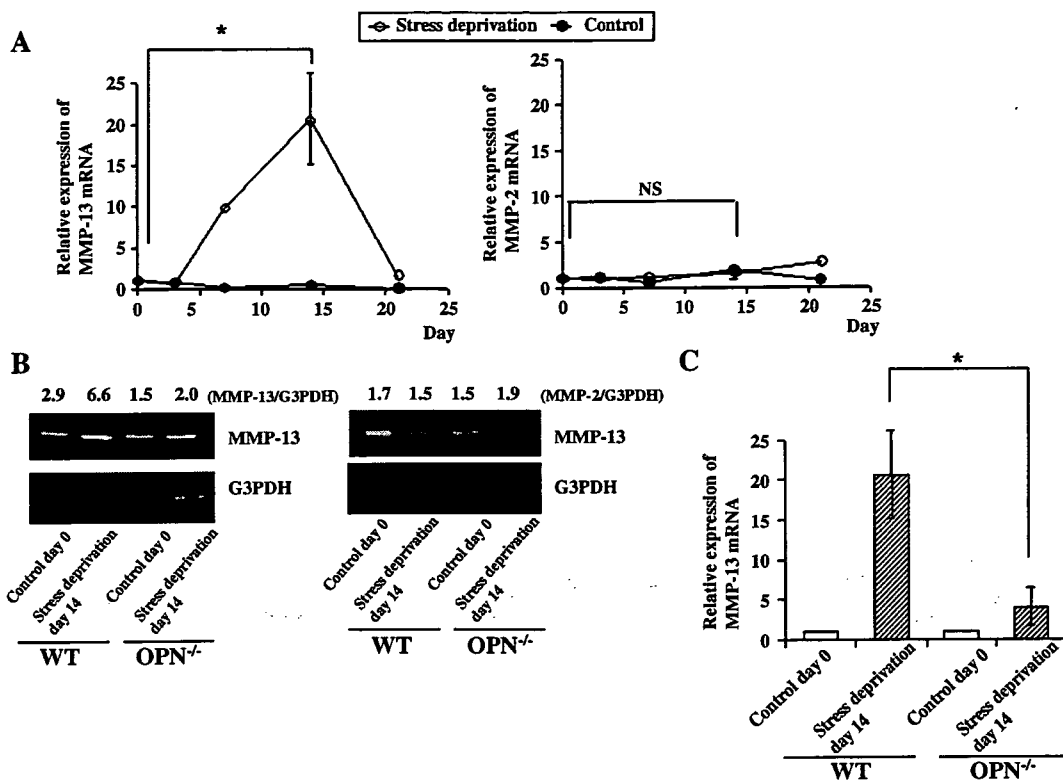 Stress deprivation Control
A
*
Relative expression of
MMP-13 mRNA
25
20
15
10
5
0
0 5 10 15 20 25
Day
Relative expression of
MMP-2 mRNA
25
20
15
10
5
0
NS
0 5 10 15 20 25
Day
B
2.9 6.6 1.5 2.0 (MMP-13/G3PDH)
MMP-13
G3PDH
Control day 0
Stress deprivation
day 14
Control day 0
Stress deprivation
day 14
WT OPN-/-
1.7 1.5 1.5 1.9 (MMP-2/G3PDH)
MMP-13
G3PDH
Control day 0
Stress deprivation
day 14
Control day 0
Stress deprivation
day 14
WT OPN-/-
C
*
Relative expression of
MMP-13 mRNA
25
20
15
10
5
0
Control day 0
Stress deprivation
day 14
Control day 0
Stress deprivation
day 14
WT OPN-/-